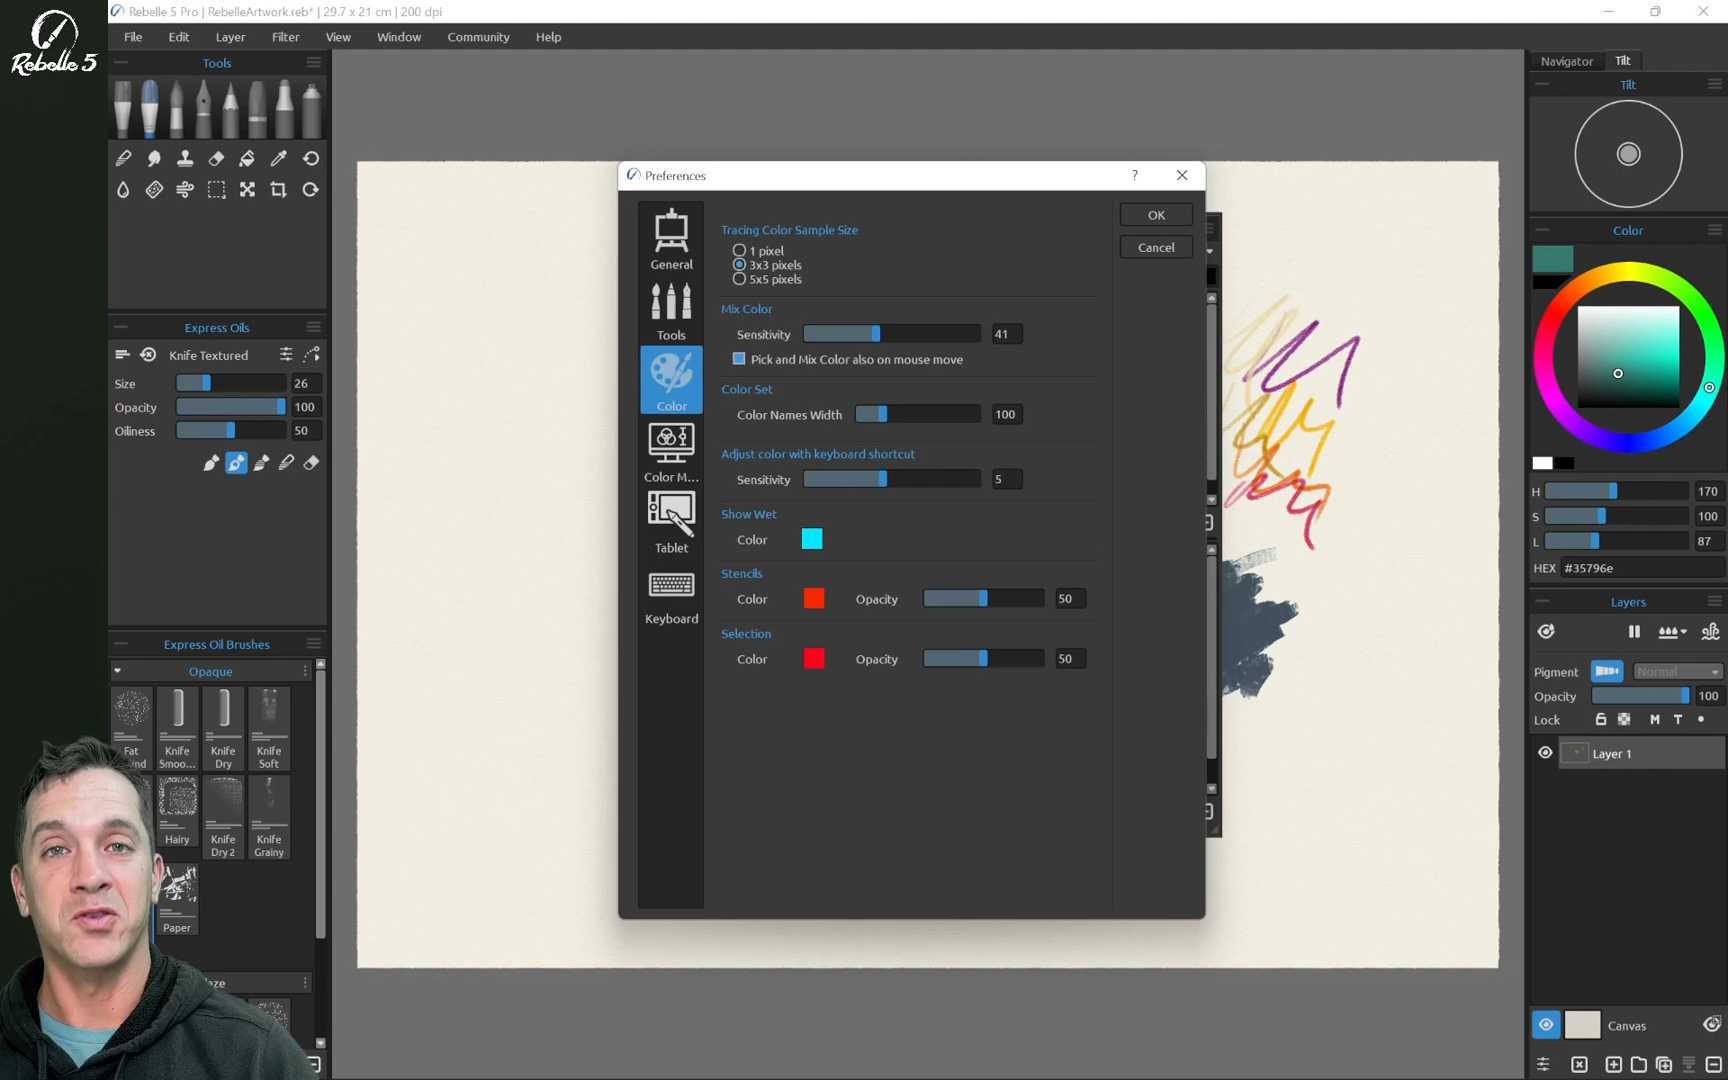 Rebelle 5 Pro | RebelleArtwork.reb* | 29.7 x 21 cm | 200 dpi
Rebelle 5
File Edit Layer Filter View Window Community Help
Tools
Express Oils
Knife Textured
Size 26
Opacity 100
Oiliness 50
Express Oil Brushes
Opaque
Fat
Knife Smoo...
Knife Dry
Knife Soft
Hairy
Knife Dry 2
Knife Grainy
Paper
Preferences
?
General
Tools
Color
Color M...
Tablet
Keyboard
Tracing Color Sample Size
1 pixel
3x3 pixels
5x5 pixels
Mix Color
Sensitivity 41
Pick and Mix Color also on mouse move
Color Set
Color Names Width 100
Adjust color with keyboard shortcut
Sensitivity 5
Show Wet
Color
Stencils
Color Opacity 50
Selection
Color Opacity 50
OK
Cancel
Navigator Tilt
Tilt
Color
H 170
S 100
L 87
HEX #35796e
Layers
Pigment Normal
Opacity 100
Lock M T
Layer 1
Canvas